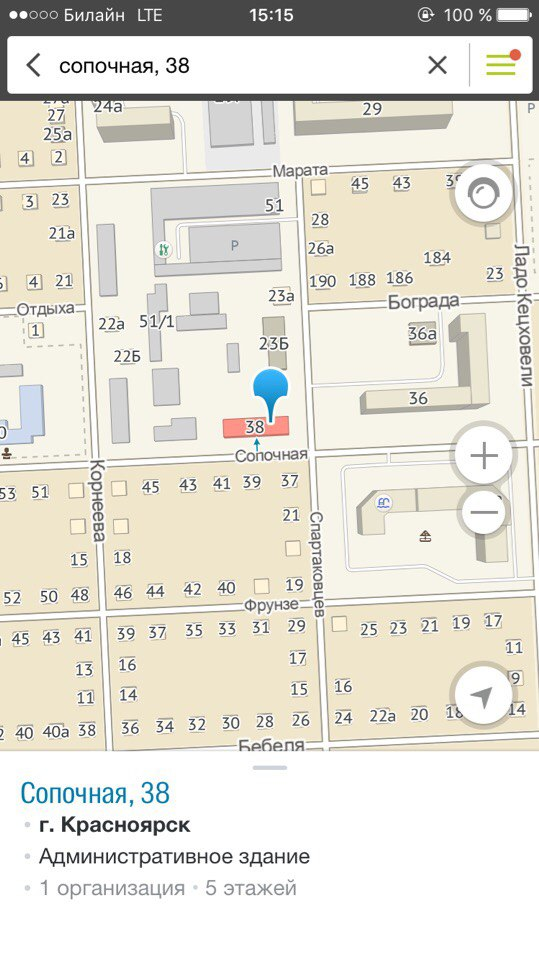 Билайн LTE 15:15 100 %
сопочная, 38
24а 29
27
25а
4 2
Марата
45 43 39
3 23 51 28
21а Р 26а 184
190 188 186 23
4 21 23а Бограда
Отдыха
1 22а 51/1 36а
22Б 23Б
Ладо Кецховели
36
38
Сопочная
53 51 45 43 41 39 37
Корнеева
21
Спартаковцев
15 18
52 50 48 46 44 42 40 19
Фрунзе
45 43 41 39 37 35 33 31 29 25 23 21 19 17
13 16 17 11
11 14 15 16
40 40а 38 36 34 32 30 28 26 24 22а 20 14
Бебеля
Сопочная, 38
г. Красноярск
Административное здание
1 организация • 5 этажей